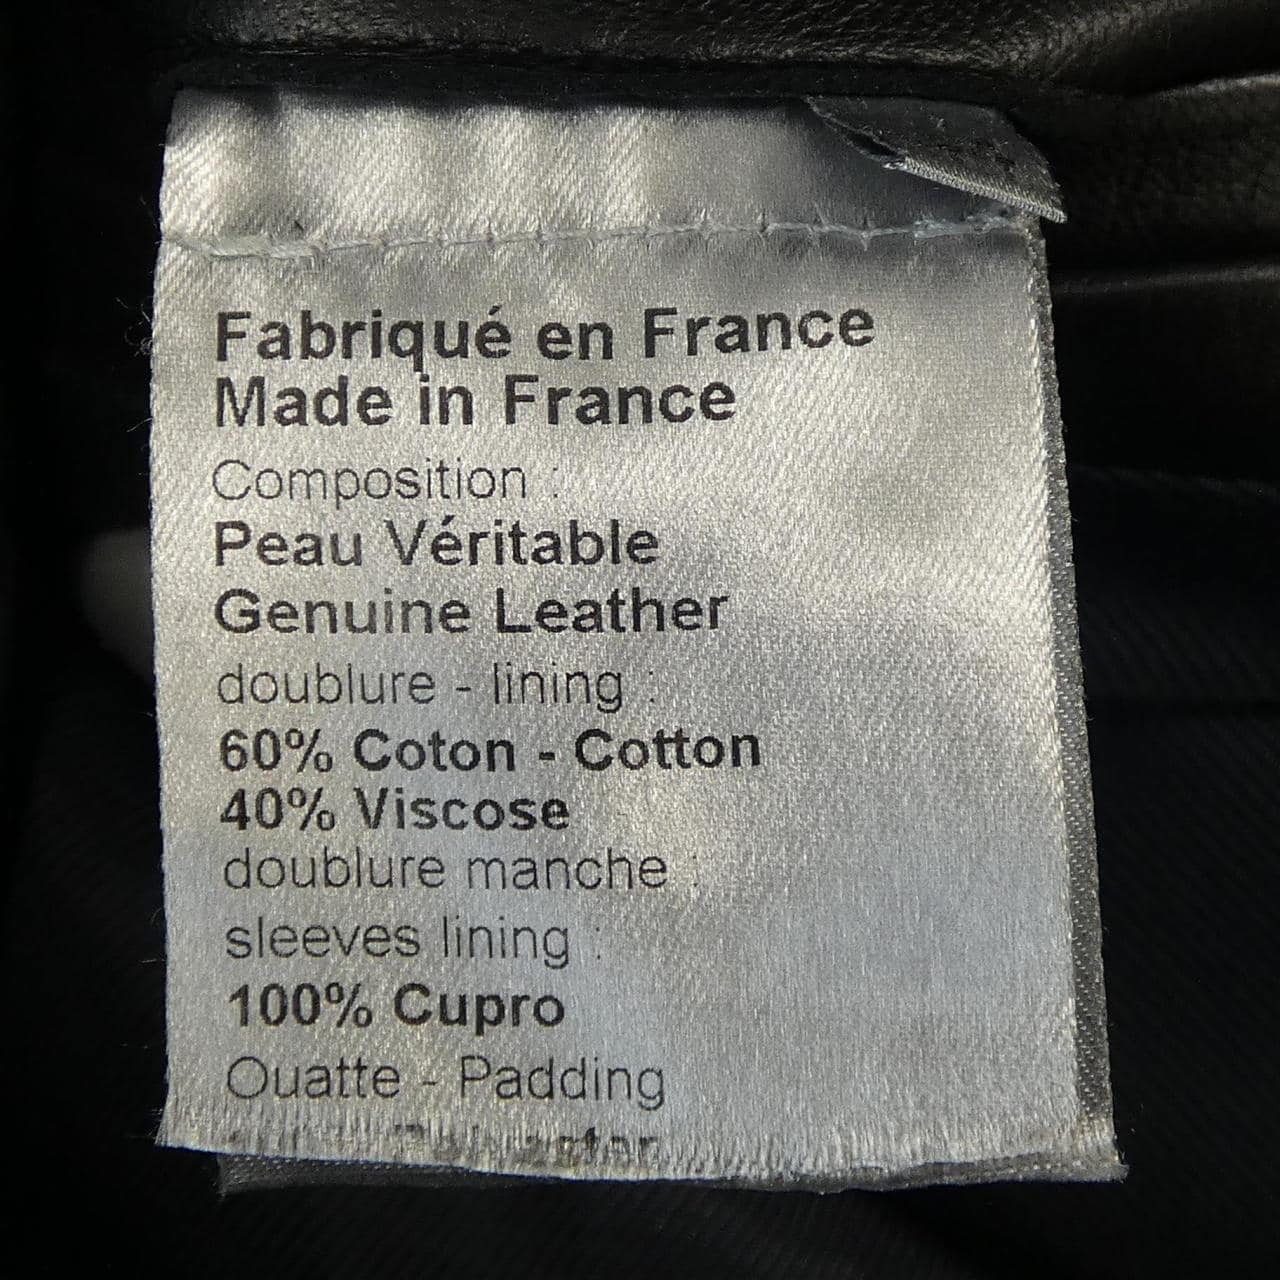 Fabriqué en France
Made in France
Composition :
Peau Véritable
Genuine Leather
doublure - lining :
60% Coton - Cotton
40% Viscose
doublure manche :
sleeves lining :
100% Cupro
Ouatte - Padding